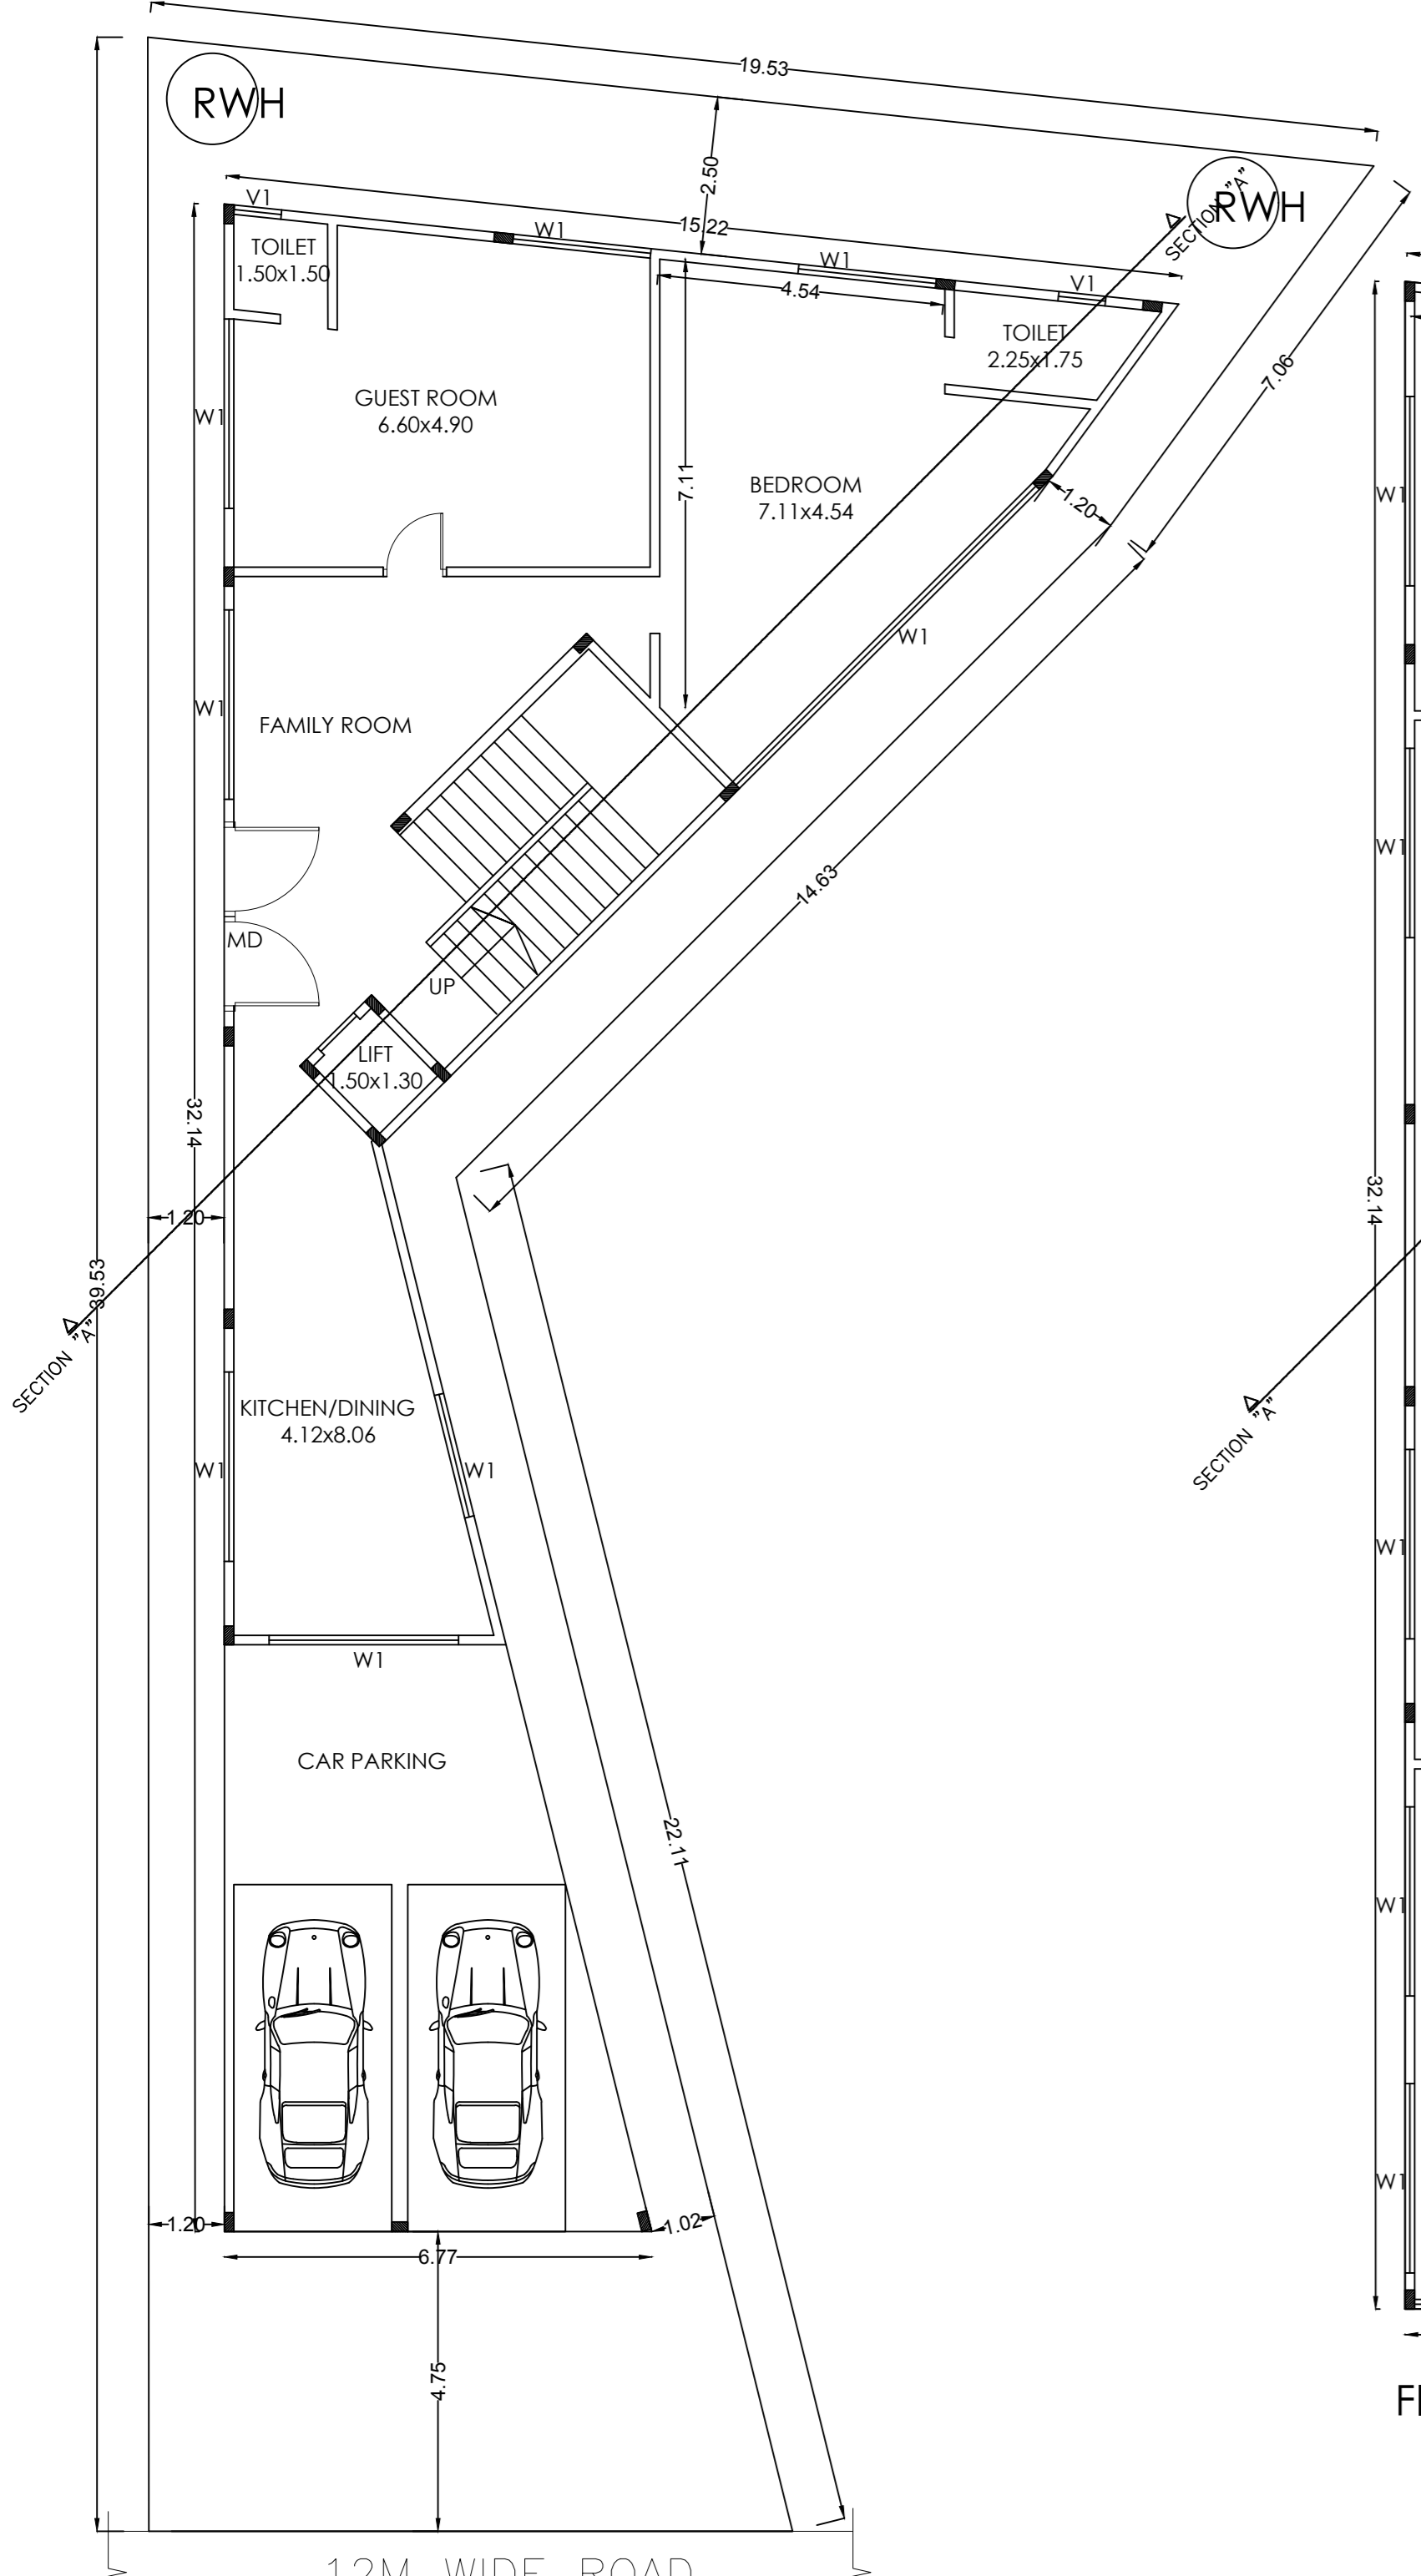 19.53
RWH
2.50
SECTION "A"
RWH
V1
15.22
W1
TOILET
1.50x1.50
W1
V1
4.54
TOILET
2.25x1.75
7.06
GUEST ROOM
6.60x4.90
W1
7.11
BEDROOM
7.11x4.54
1.20
W1
W1
W1
FAMILY ROOM
W1
14.63
MD
UP
LIFT
1.50x1.30
32.14
1.20
39.53
SECTION "A"
32.14
SECTION "A"
KITCHEN/DINING
4.12x8.06
W1
W1
W1
W1
CAR PARKING
22.11
W1
W1
1.20
1.02
6.77
4.75
12M WIDE ROAD